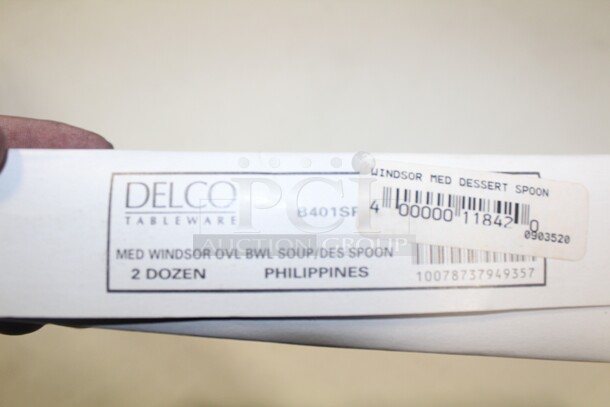 DELCO
TABLEWARE
B401SF
MED WINDSOR OVL BWL SOUP/DES SPOON
2 DOZEN PHILIPPINES
10078737949357
WINDSOR MED DESSERT SPOON
4 00000 11842 0
0903520
PCI
AUCTION GROUP